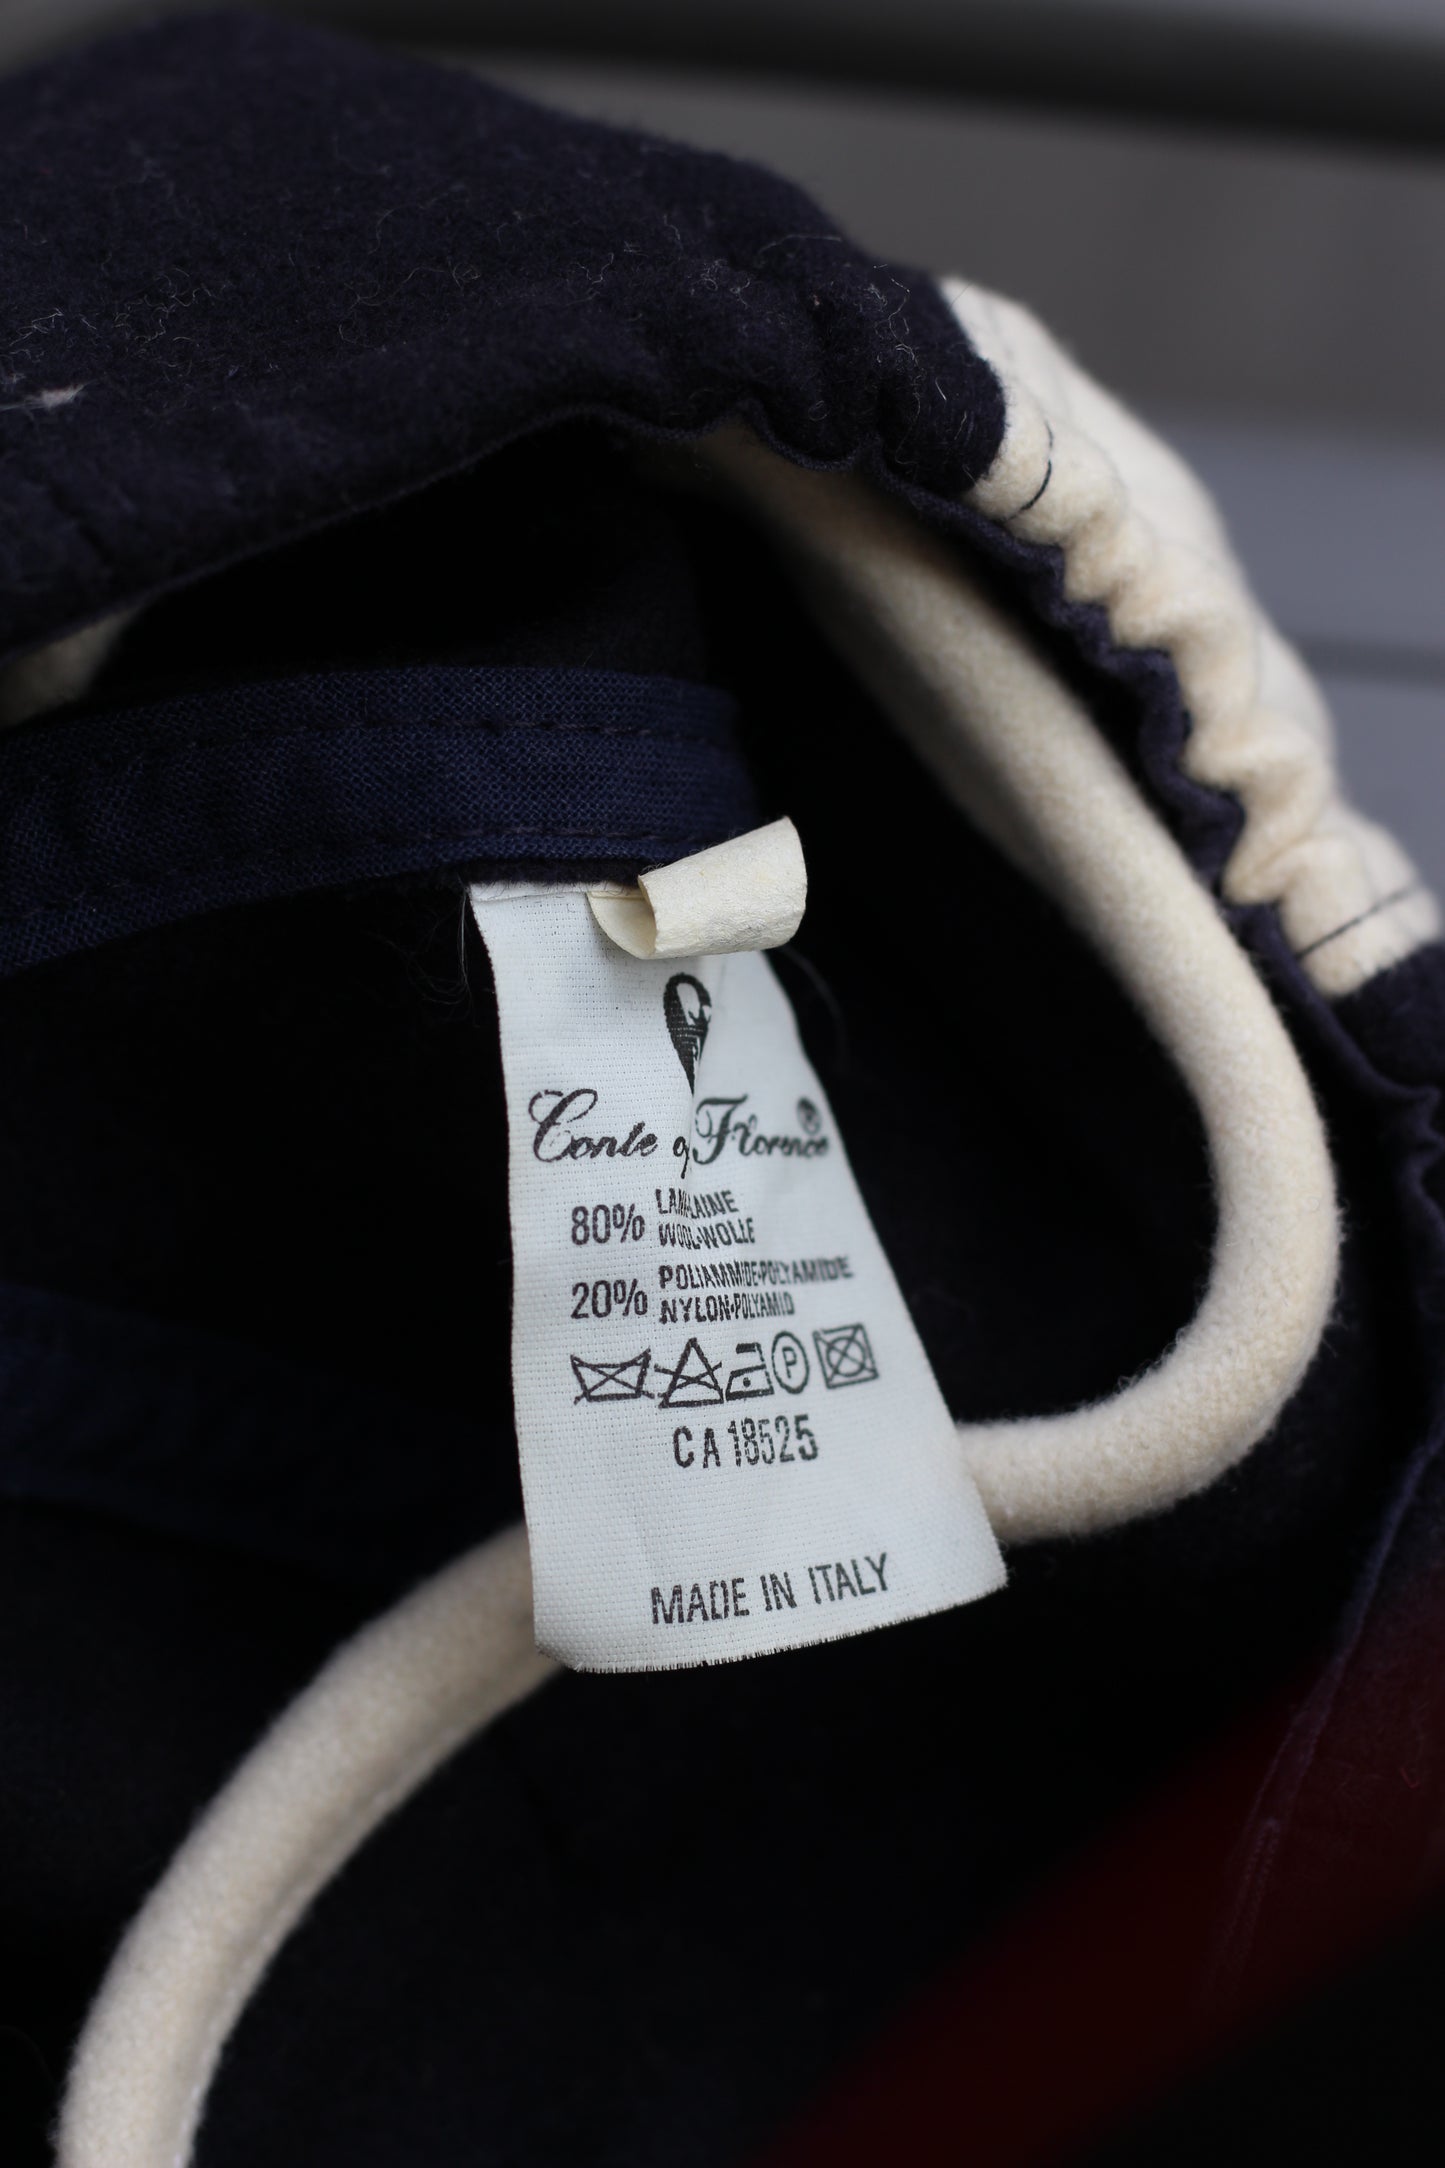 Conte of Florence®
80% LANA-LAINE
WOOL-WOLLE
20% POLIAMMIDE-POLYAMIDE
NYLON-POLYAMID
P
CA 18525
MADE IN ITALY